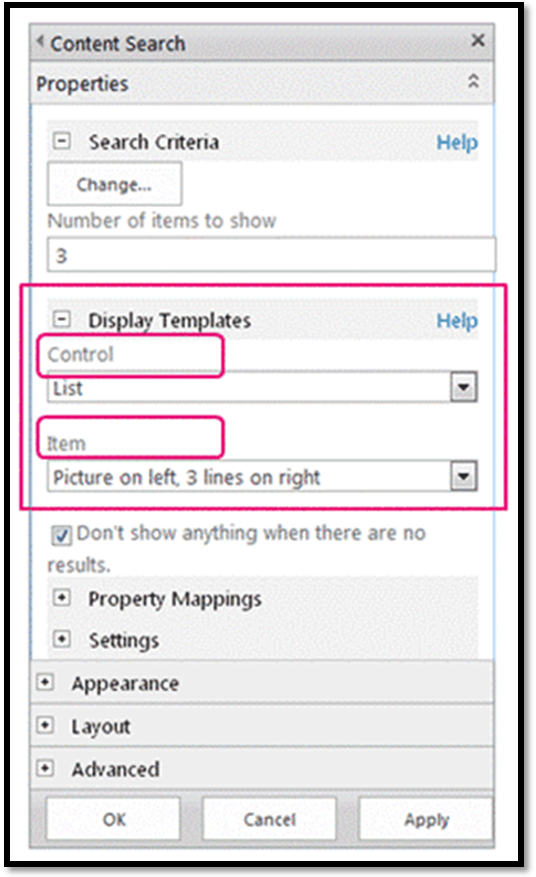 Content Search
Properties
Search Criteria Help
Change...
Number of items to show
3
Display Templates Help
Control
List
Item
Picture on left, 3 lines on right
Don't show anything when there are no
results.
Property Mappings
Settings
Appearance
Layout
Advanced
OK Cancel Apply